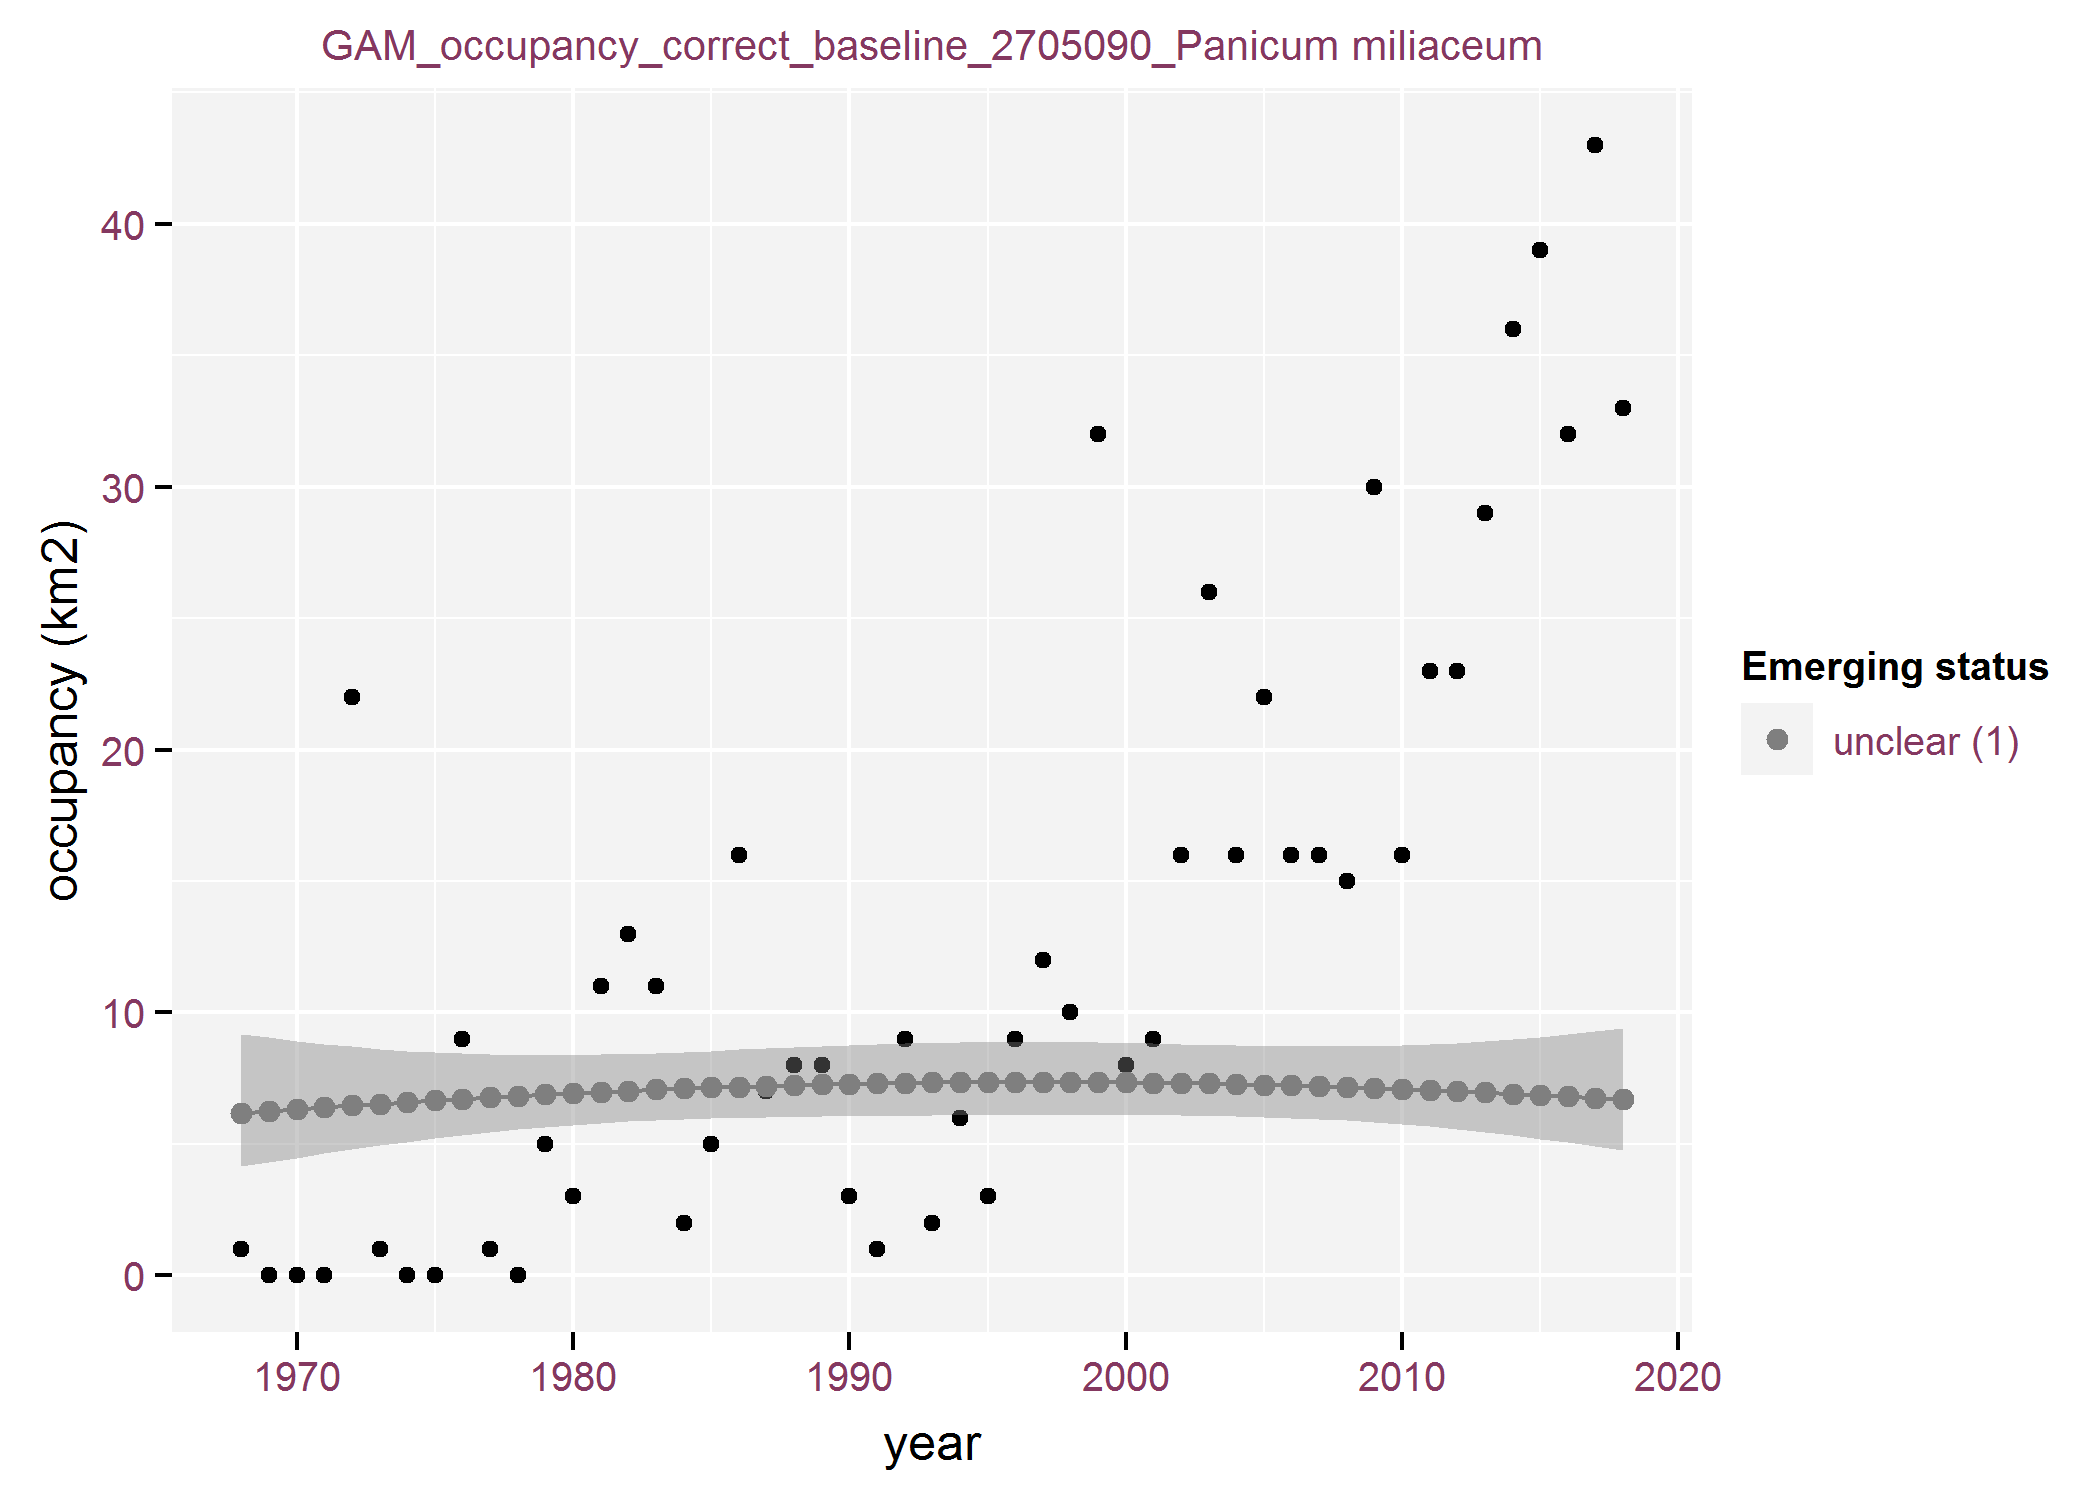 GAM_occupancy_correct_baseline_2705090_Panicum miliaceum
occupancy (km2)
40
30
20
10
0
1970 1980 1990 2000 2010 2020
year
Emerging status
unclear (1)